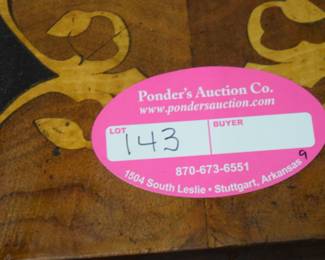 Ponder's Auction Co.
www.pondersauction.com
LOT
BUYER
143
870-673-6551
1504 South Leslie • Stuttgart, Arkansas
9